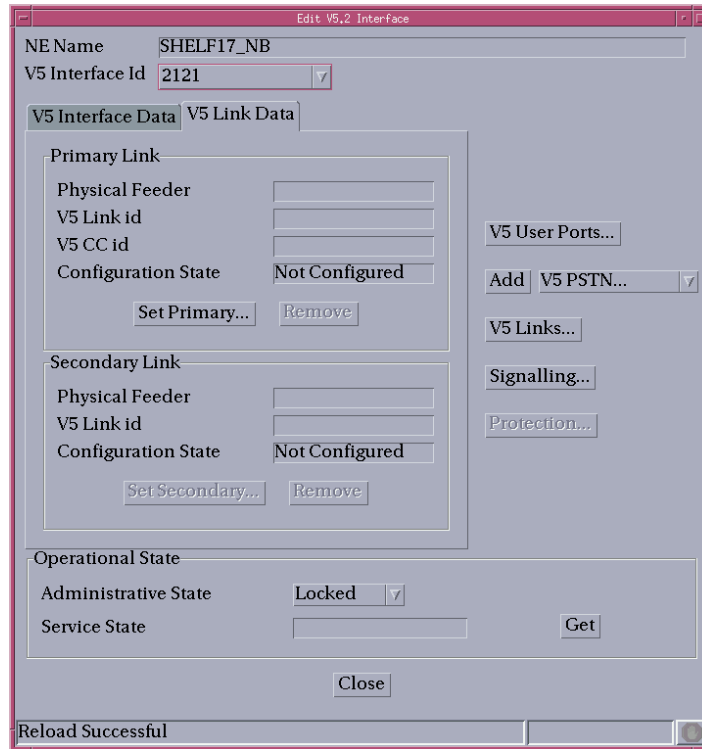 Edit V5.2 Interface
NE Name SHELF17_NB
V5 Interface Id 2121
V5 Interface Data V5 Link Data
Primary Link
Physical Feeder
V5 Link id
V5 CC id
Configuration State Not Configured
Set Primary... Remove
Secondary Link
Physical Feeder
V5 Link id
Configuration State Not Configured
Set Secondary... Remove
V5 User Ports...
Add V5 PSTN...
V5 Links...
Signalling...
Protection...
Operational State
Administrative State Locked
Service State Get
Close
Reload Successful